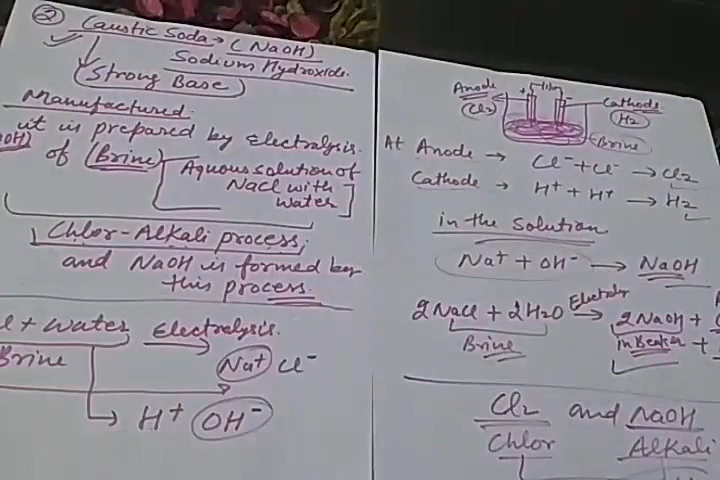 ② Caustic Soda → (NaOH)
Sodium Hydroxide.
(Strong Base)
Manufactured.
it is prepared by Electrolysis.
of (Brine) Aquous solution of
NaCl with
water
Chlor-Alkali process;
and NaOH is formed by
this process.
+ water Electrolysis.
Brine
Na+ Cl-
H+ OH-
Anode
(Cl2)
+
-
Cathode
(H2)
Brine
At Anode → Cl- + Cl- → Cl2
Cathode → H+ + H+ → H2
in the Solution
Na+ + OH- → NaOH
2NaCl + 2H2O → 2NaOH +
Brine
in Beaker +
Cl2 and NaOH
Chlor Alkali